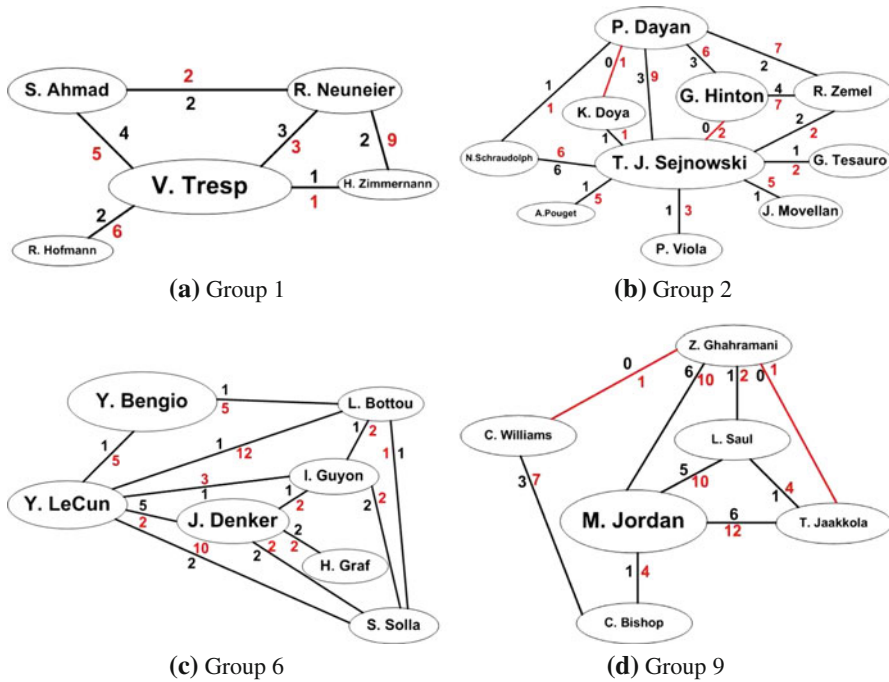 S. Ahmad
2
2
R. Neuneier
4
5
3
3
2
9
V. Tresp
1
1
H. Zimmernann
2
6
R. Hofmann
(a) Group 1
P. Dayan
0
1
3
9
6
3
7
2
1
1
K. Doya
G. Hinton
4
7
R. Zemel
1
1
0
2
2
2
N.Schraudolph
6
6
T. J. Sejnowski
1
2
G. Tesauro
1
5
A.Pouget
1
3
5
1
J. Movellan
P. Viola
(b) Group 2
Y. Bengio
1
5
L. Bottou
1
5
1
12
1
2
1
1
3
1
I. Guyon
Y. LeCun
5
2
J. Denker
1
2
2
2
10
2
2
2
2
2
H. Graf
S. Solla
(c) Group 6
Z. Ghahramani
0
1
6
10
1
2
0
1
C. Williams
L. Saul
3
7
5
10
4
1
M. Jordan
6
12
T. Jaakkola
1
4
C. Bishop
(d) Group 9